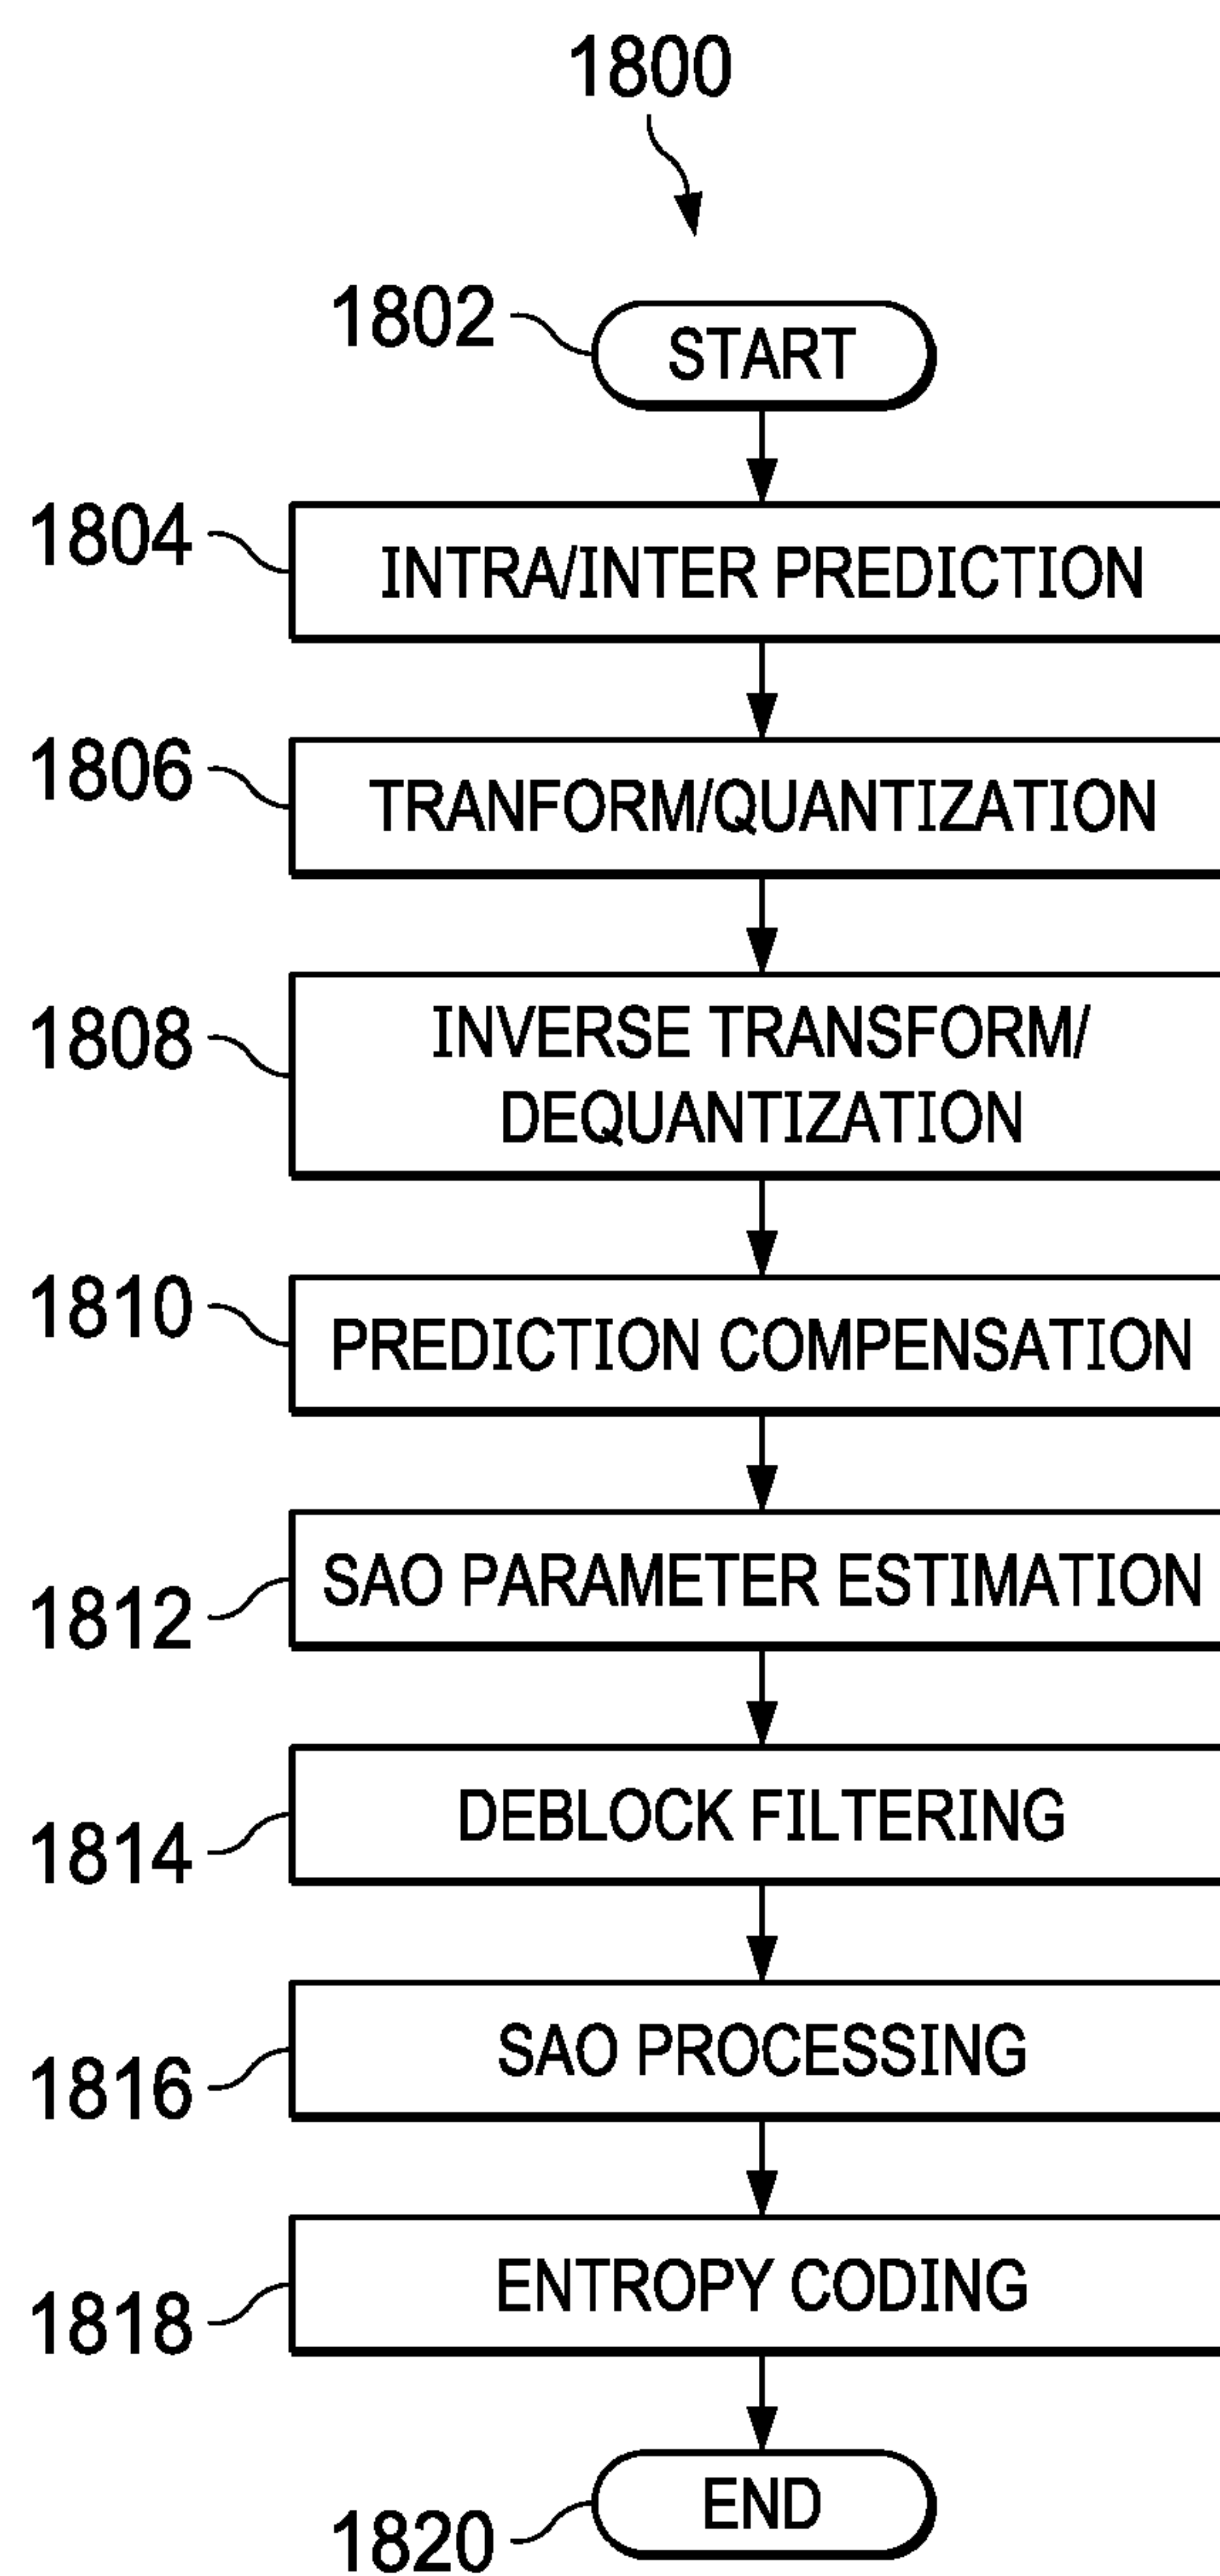 1800
1802
START
1804
INTRA/INTER PREDICTION
1806
TRANFORM/QUANTIZATION
1808
INVERSE TRANSFORM/
DEQUANTIZATION
1810
PREDICTION COMPENSATION
1812
SAO PARAMETER ESTIMATION
1814
DEBLOCK FILTERING
1816
SAO PROCESSING
1818
ENTROPY CODING
1820
END